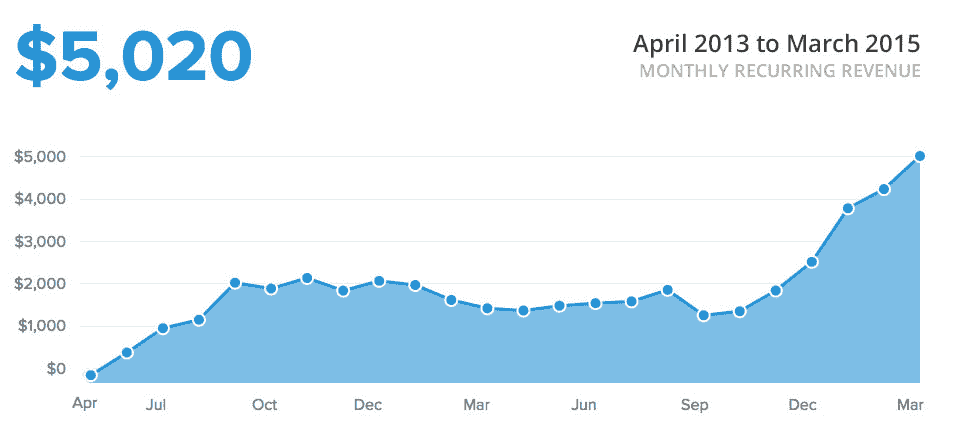 $5,020
April 2013 to March 2015
MONTHLY RECURRING REVENUE
$5,000
$4,000
$3,000
$2,000
$1,000
$0
Apr Jul Oct Dec Mar Jun Sep Dec Mar